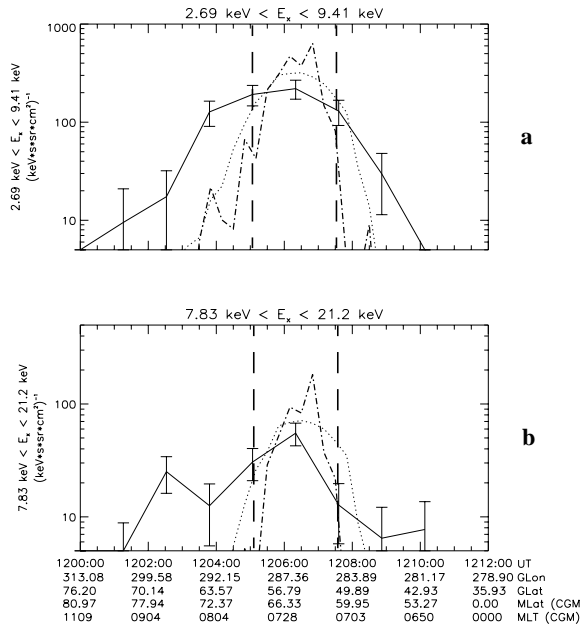 2.69 keV < Ex < 9.41 keV
1000
100
10
2.69 keV < Ex < 9.41 keV
(keV*s*sr*cm²)⁻¹
a
7.83 keV < Ex < 21.2 keV
100
10
7.83 keV < Ex < 21.2 keV
(keV*s*sr*cm²)⁻¹
b
1200:00 1202:00 1204:00 1206:00 1208:00 1210:00 1212:00 UT
313.08 299.58 292.15 287.36 283.89 281.17 278.90 GLon
76.20 70.14 63.57 56.79 49.89 42.93 35.93 GLat
80.97 77.94 72.37 66.33 59.95 53.27 0.00 MLat (CGM
1109 0904 0804 0728 0703 0650 0000 MLT (CGM)